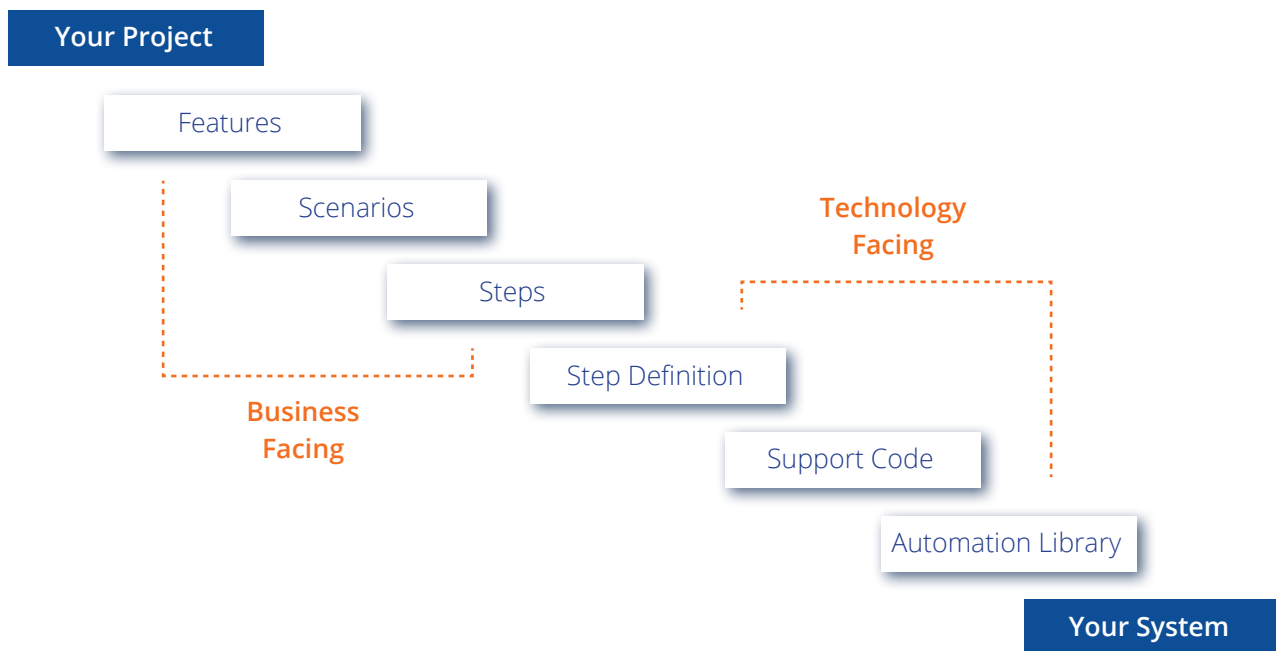 Your Project
Features
Scenarios
Technology
Facing
Steps
Step Definition
Business
Facing
Support Code
Automation Library
Your System